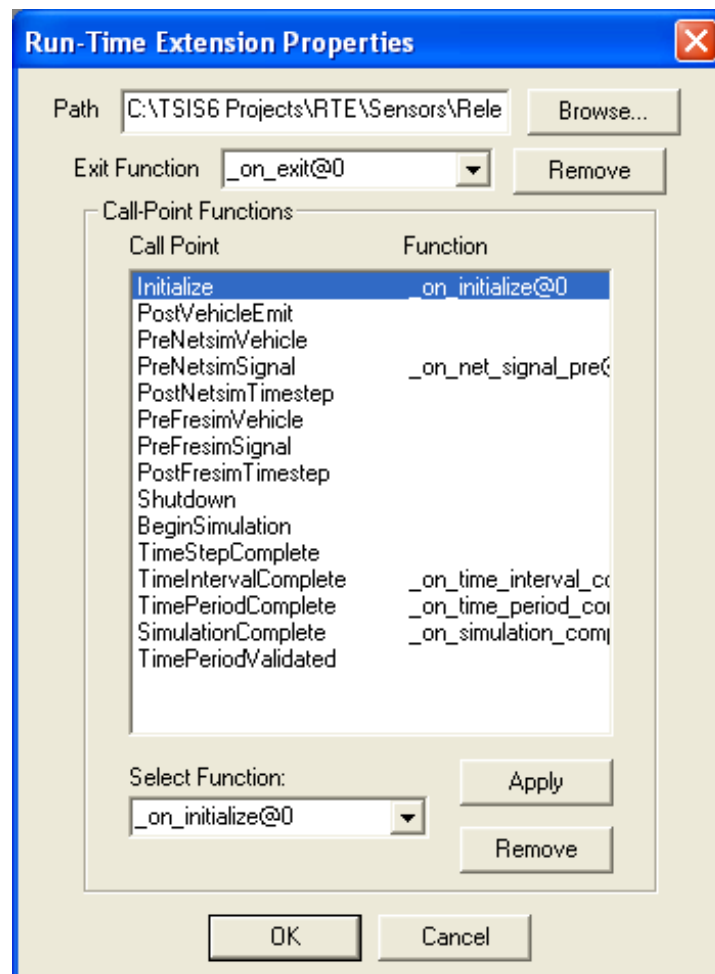 Run-Time Extension Properties
Path C:\TSIS6 Projects\RTE\Sensors\Rele Browse...
Exit Function _on_exit@0 Remove
Call-Point Functions
Call Point Function
Initialize _on_initialize@0
PostVehicleEmit
PreNetsimVehicle
PreNetsimSignal _on_net_signal_pre@
PostNetsimTimestep
PreFresimVehicle
PreFresimSignal
PostFresimTimestep
Shutdown
BeginSimulation
TimeStepComplete
TimeIntervalComplete _on_time_interval_co
TimePeriodComplete _on_time_period_cor
SimulationComplete _on_simulation_comp
TimePeriodValidated
Select Function:
_on_initialize@0 Apply
Remove
OK Cancel